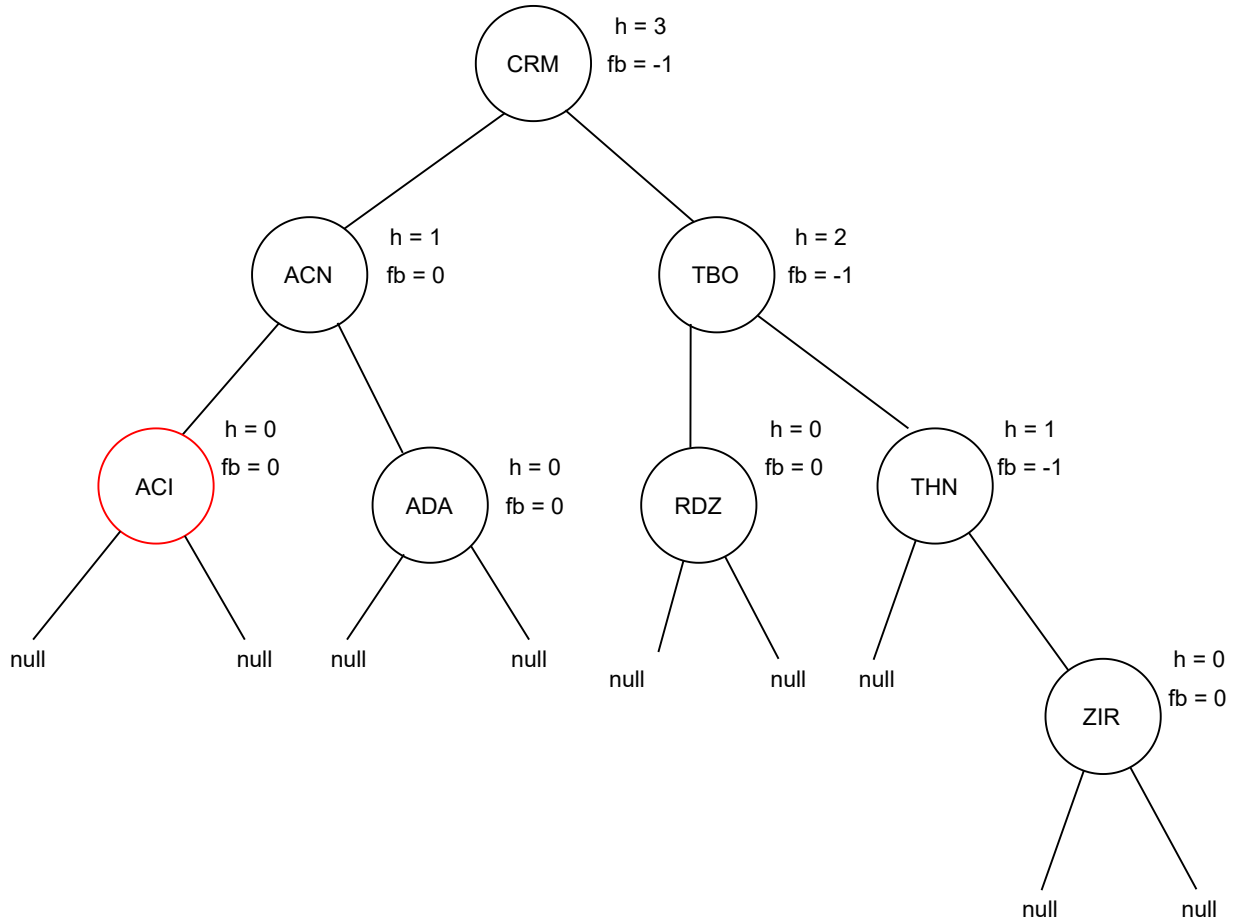 CRM
h = 3
fb = -1
ACN
h = 1
fb = 0
TBO
h = 2
fb = -1
ACI
h = 0
fb = 0
ADA
h = 0
fb = 0
RDZ
h = 0
fb = 0
THN
h = 1
fb = -1
null
null
null
null
null
null
null
ZIR
h = 0
fb = 0
null
null